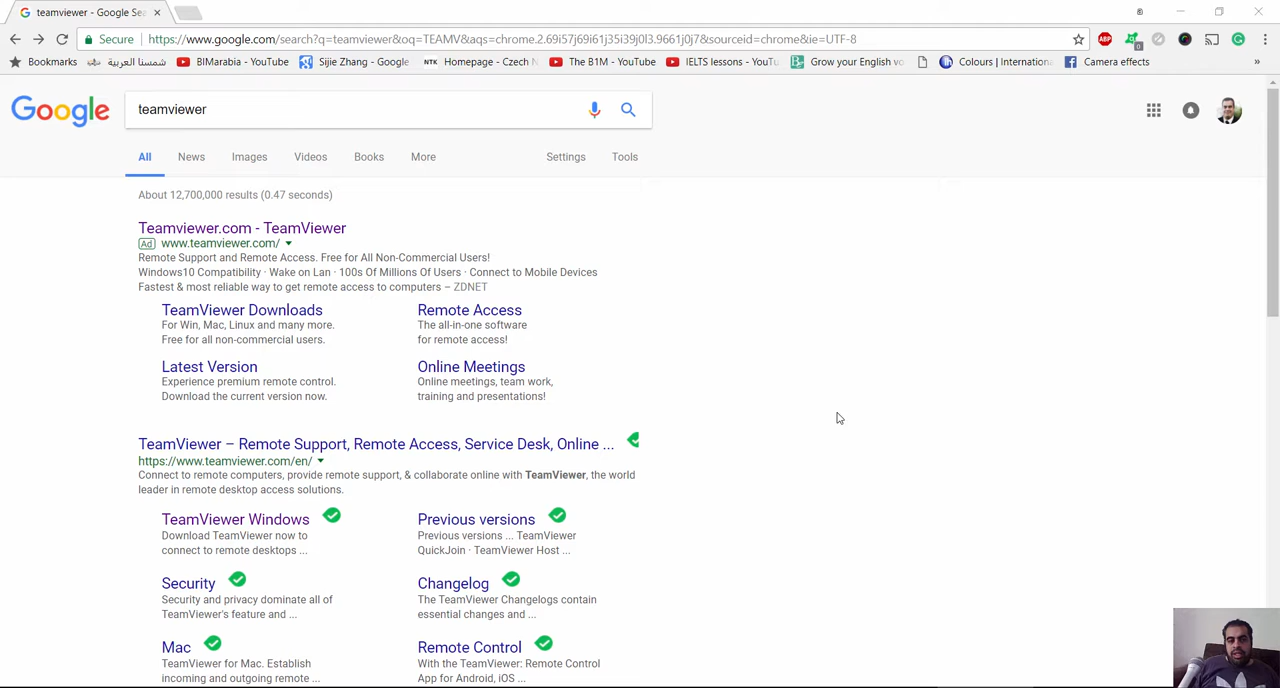 teamviewer - Google Sea
Secure https://www.google.com/search?q=teamviewer&oq=TEAMV&aqs=chrome.2.69i57j69i61j35i39j0l3.9661j0j7&sourceid=chrome&ie=UTF-8
ABP 0
Bookmarks شمسنا العربية BIMarabia - YouTube Sijie Zhang - Google NTK Homepage - Czech N The B1M - YouTube IELTS lessons - YouTu Grow your English vo Colours | Internationa Camera effects »
Google teamviewer
All News Images Videos Books More Settings Tools
About 12,700,000 results (0.47 seconds)
Teamviewer.com - TeamViewer
Ad www.teamviewer.com/
Remote Support and Remote Access. Free for All Non-Commercial Users!
Windows10 Compatibility · Wake on Lan · 100s Of Millions Of Users · Connect to Mobile Devices
Fastest & most reliable way to get remote access to computers – ZDNET
TeamViewer Downloads
For Win, Mac, Linux and many more.
Free for all non-commercial users.
Remote Access
The all-in-one software
for remote access!
Latest Version
Experience premium remote control.
Download the current version now.
Online Meetings
Online meetings, team work,
training and presentations!
TeamViewer – Remote Support, Remote Access, Service Desk, Online ...
https://www.teamviewer.com/en/
Connect to remote computers, provide remote support, & collaborate online with TeamViewer, the world
leader in remote desktop access solutions.
TeamViewer Windows
Download TeamViewer now to
connect to remote desktops ...
Previous versions
Previous versions ... TeamViewer
QuickJoin · TeamViewer Host ...
Security
Security and privacy dominate all of
TeamViewer's feature and ...
Changelog
The TeamViewer Changelogs contain
essential changes and ...
Mac
TeamViewer for Mac. Establish
incoming and outgoing remote ...
Remote Control
With the TeamViewer: Remote Control
App for Android, iOS ...